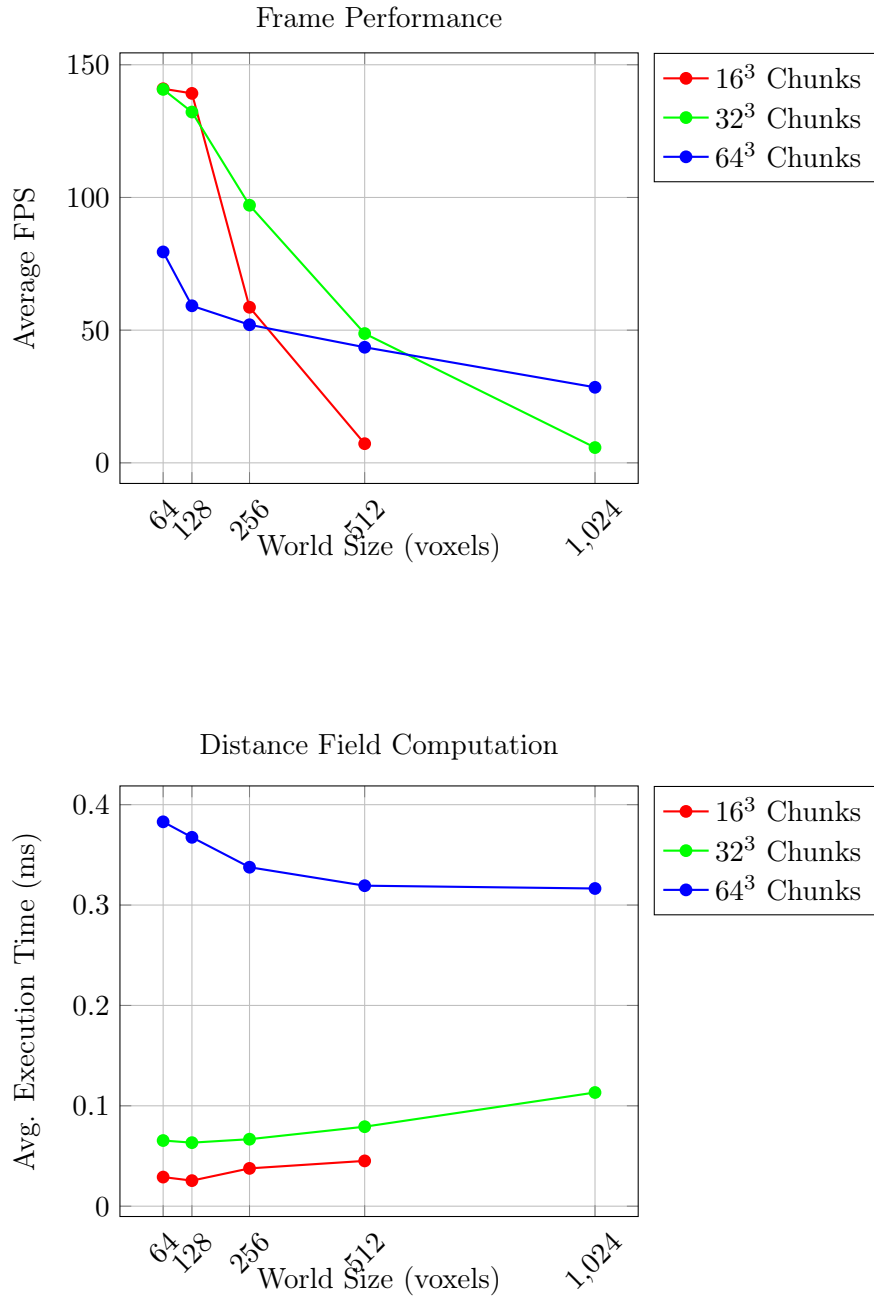 Frame Performance
150
100
50
0
Average FPS
64
128
256
512
1,024
World Size (voxels)
16³ Chunks
32³ Chunks
64³ Chunks
Distance Field Computation
0.4
0.3
0.2
0.1
0
Avg. Execution Time (ms)
64
128
256
512
1,024
World Size (voxels)
16³ Chunks
32³ Chunks
64³ Chunks